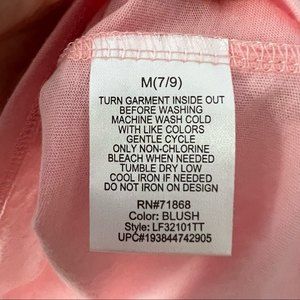 M(7/9)
TURN GARMENT INSIDE OUT
BEFORE WASHING
MACHINE WASH COLD
WITH LIKE COLORS
GENTLE CYCLE
ONLY NON-CHLORINE
BLEACH WHEN NEEDED
TUMBLE DRY LOW
COOL IRON IF NEEDED
DO NOT IRON ON DESIGN
RN#71868
Color: BLUSH
Style: LF32101TT
UPC#193844742905